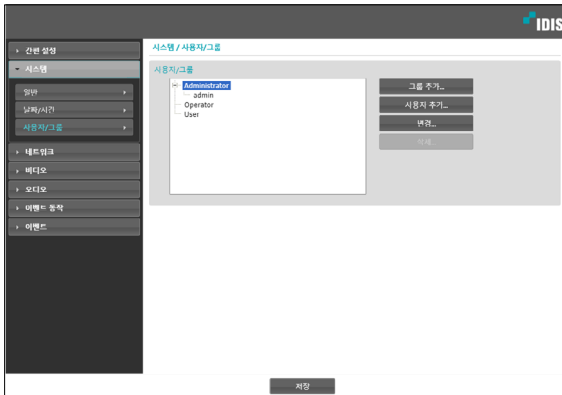 IDIS
간편 설정
시스템
일반
날짜/시간
사용자/그룹
네트워크
비디오
오디오
이벤트 동작
이벤트
시스템 / 사용자/그룹
사용자/그룹
Administrator
admin
Operator
User
그룹 추가...
사용자 추가...
변경...
삭제...
저장